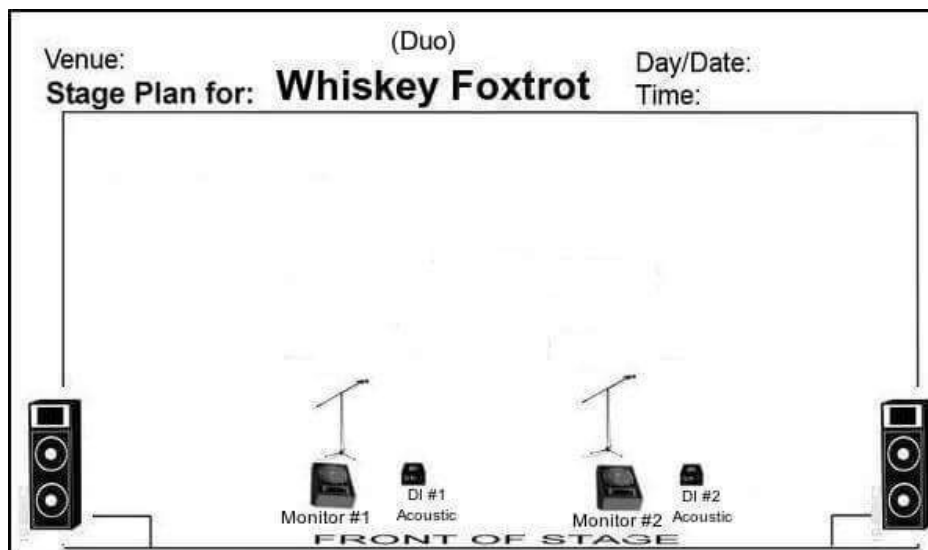 (Duo)
Venue:
Day/Date:
Stage Plan for: Whiskey Foxtrot
Time:
DI #1
DI #2
Monitor #1
Acoustic
Monitor #2
Acoustic
FRONT OF STAGE